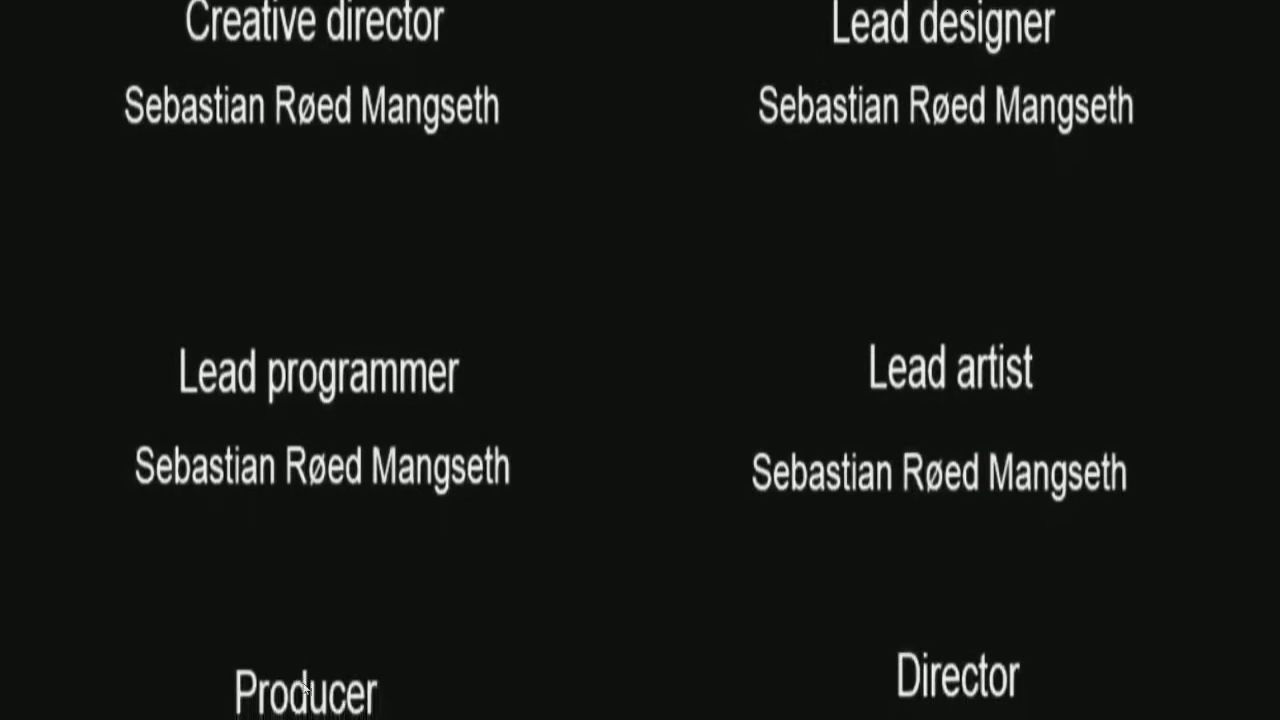 Creative director
Lead designer
Sebastian Røed Mangseth
Sebastian Røed Mangseth
Lead programmer
Lead artist
Sebastian Røed Mangseth
Sebastian Røed Mangseth
Producer
Director